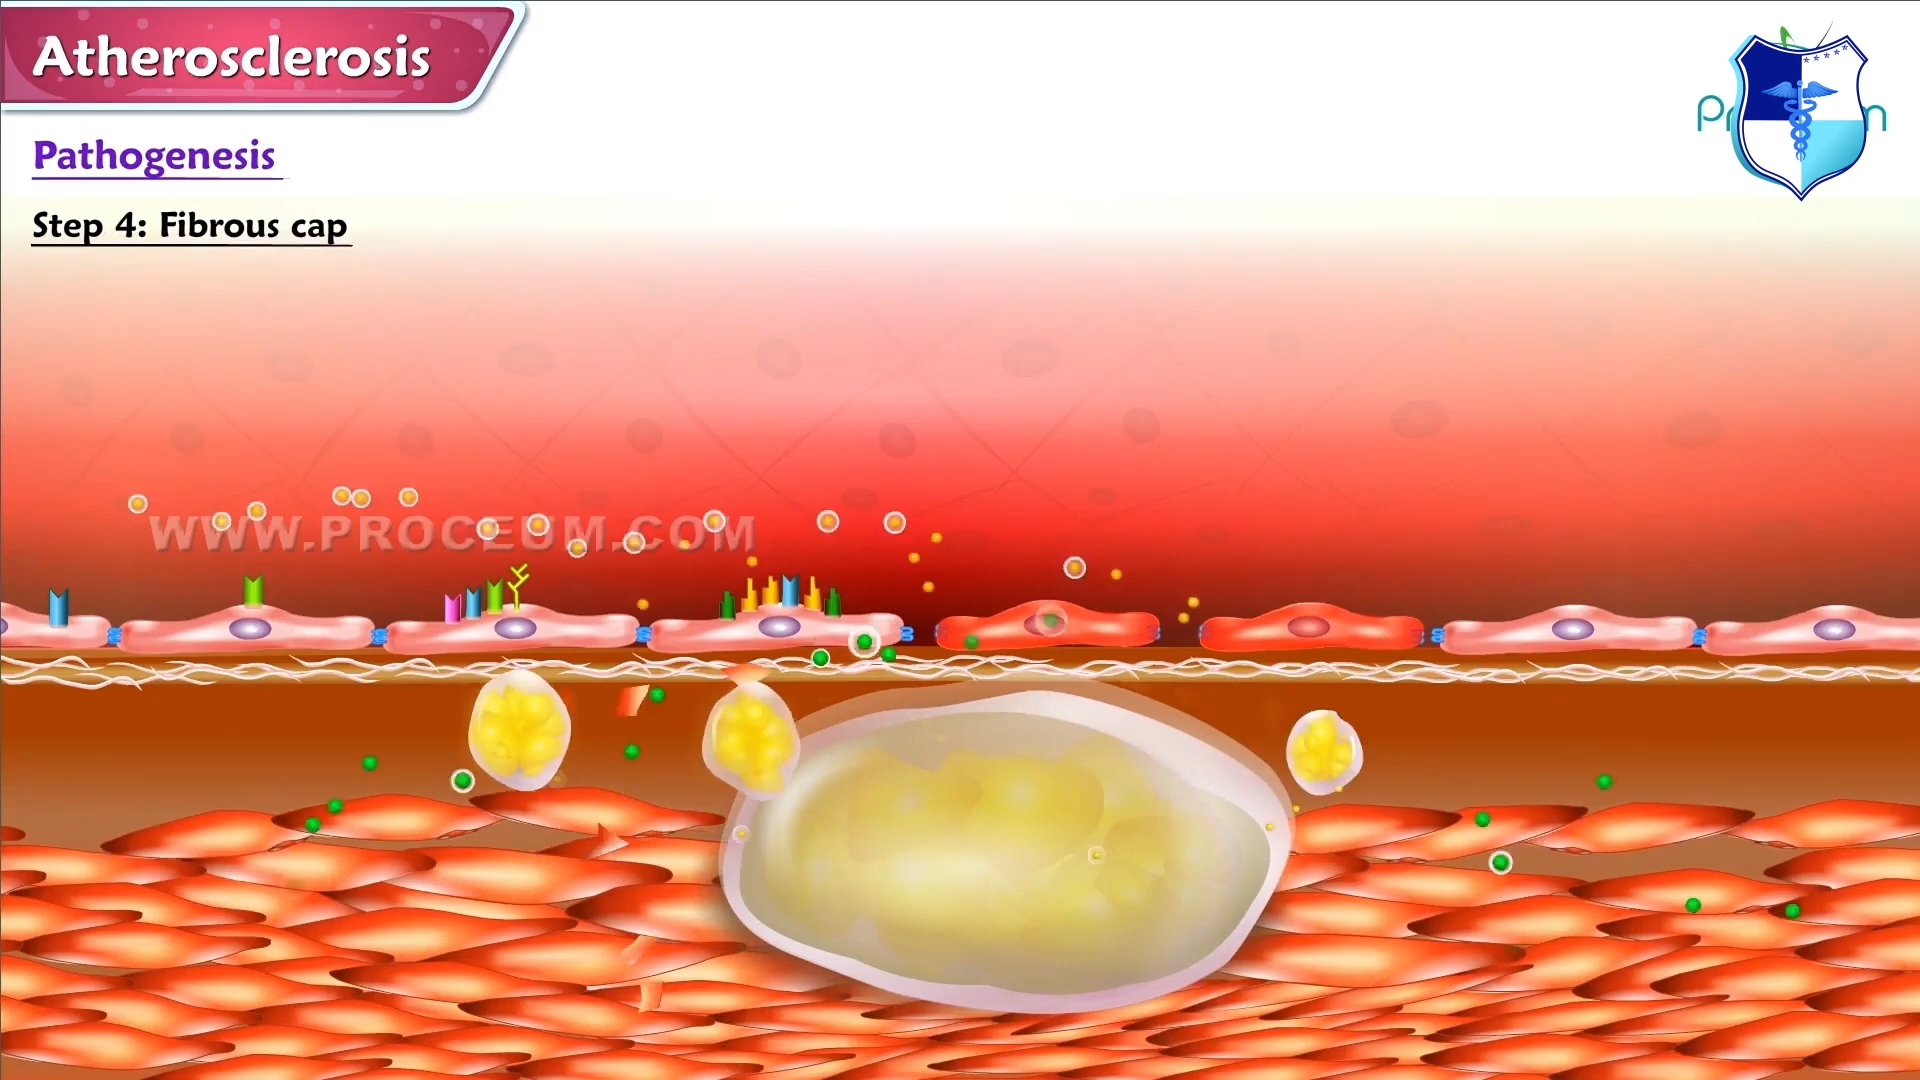 Atherosclerosis
Pathogenesis
Step 4: Fibrous cap
WWW.PROCEUM.COM